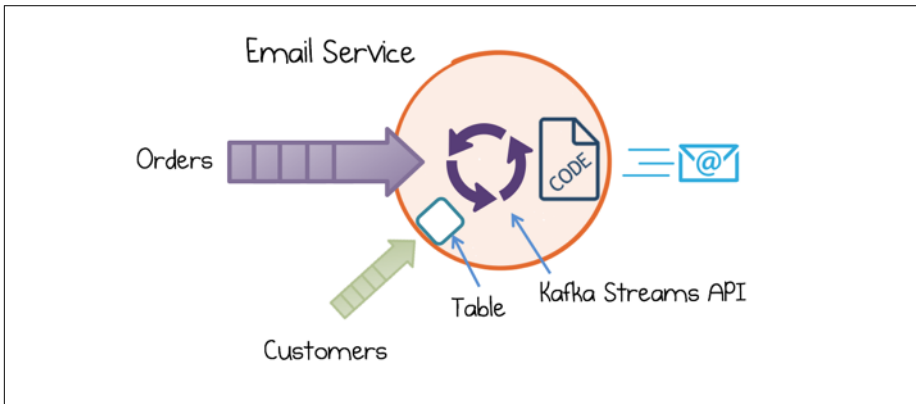 Email Service
Orders
CODE
@
Table
Kafka Streams API
Customers